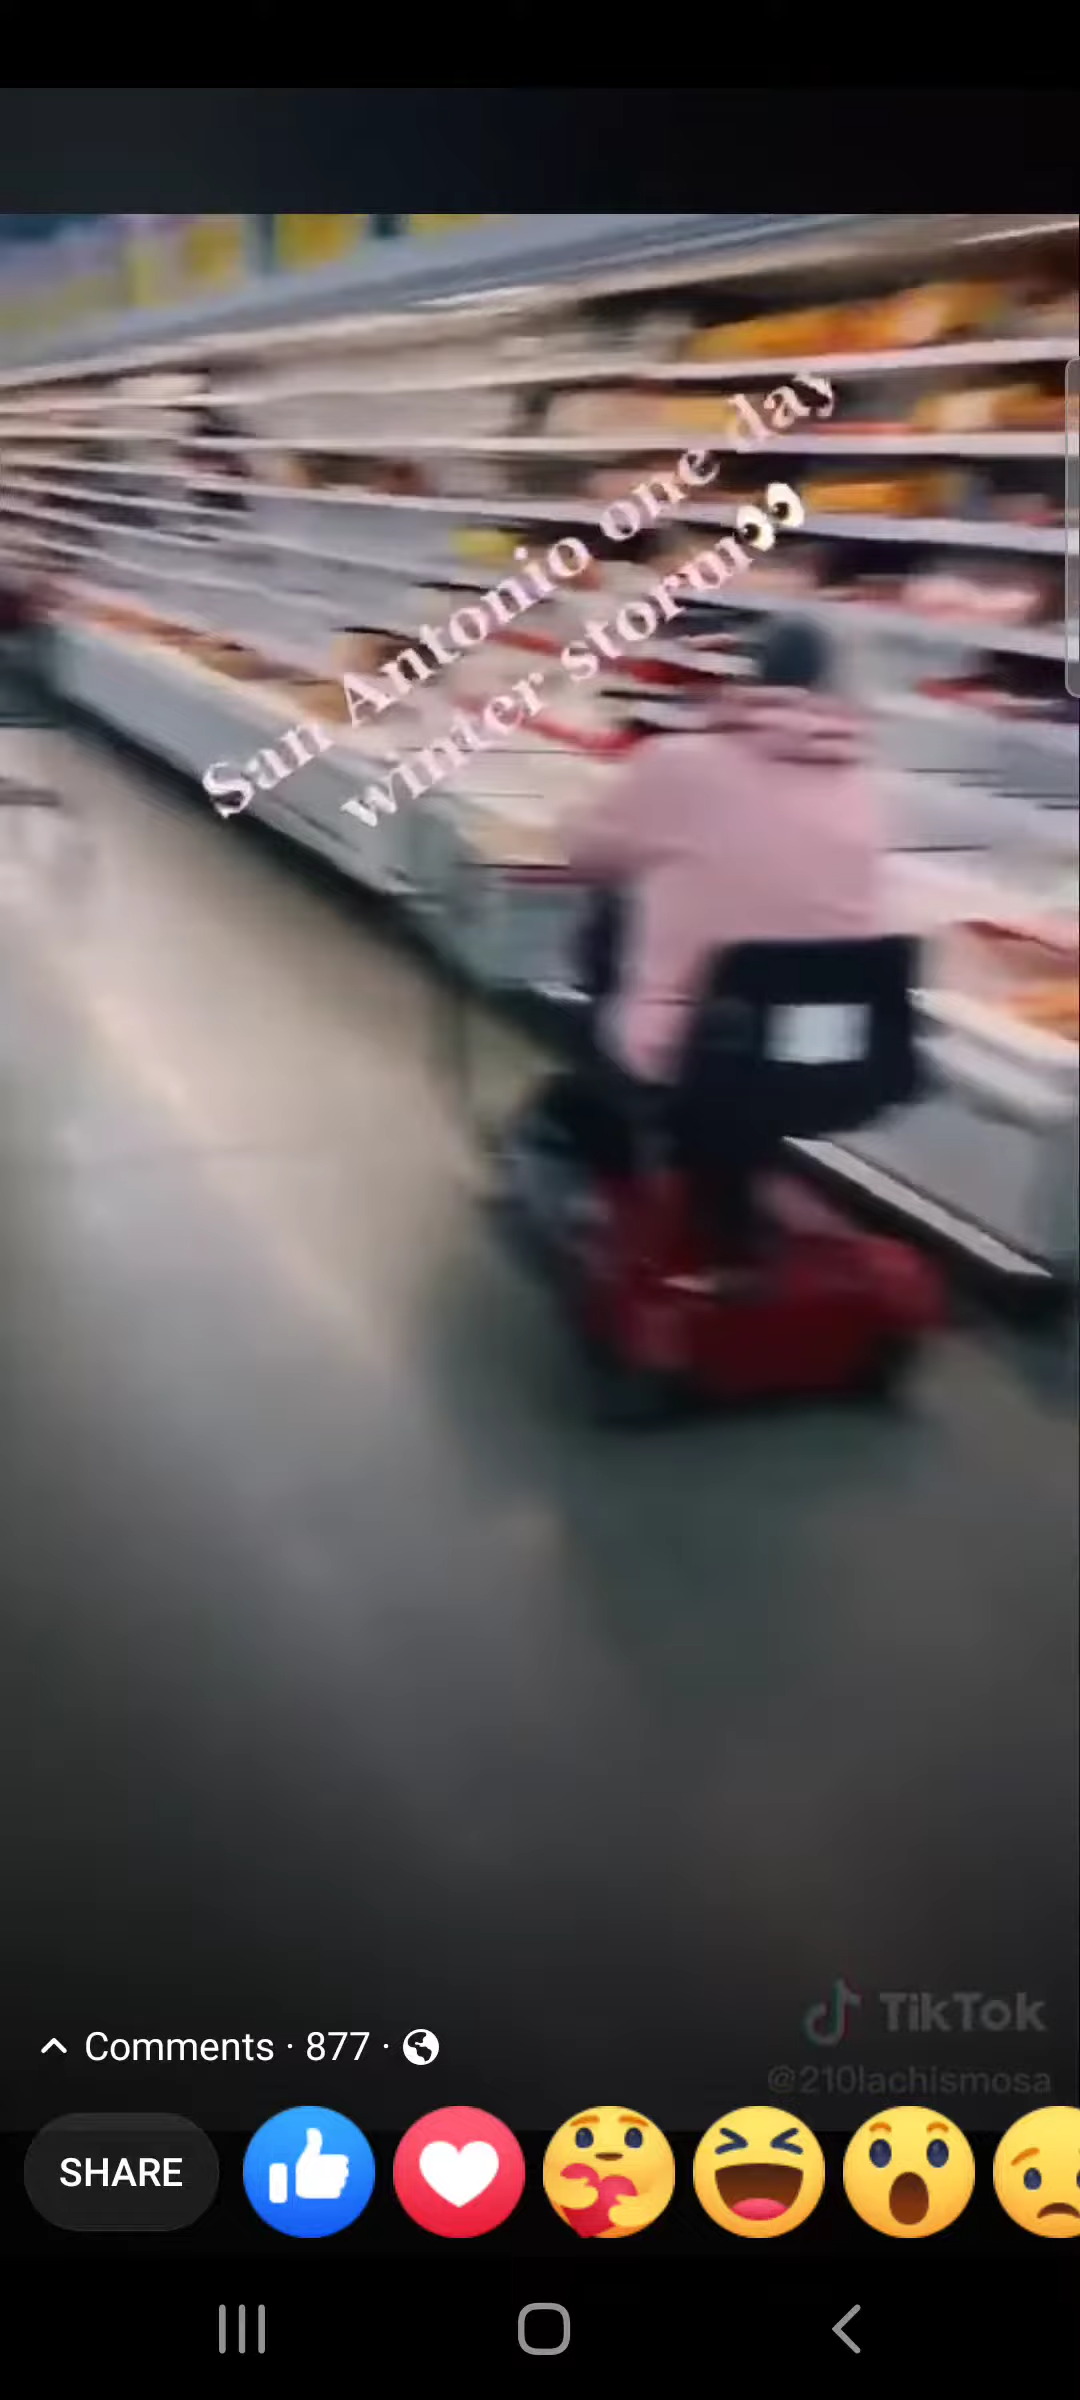 San Antonio one day
winter storm👀
TikTok
@210lachismosa
Comments · 877 ·
SHARE